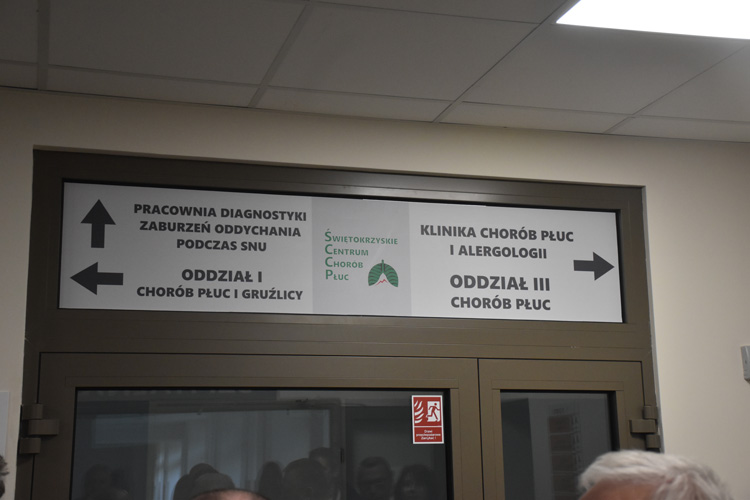 PRACOWNIA DIAGNOSTYKI
ZABURZEŃ ODDYCHANIA
PODCZAS SNU
ODDZIAŁ I
CHORÓB PŁUC I GRUŹLICY
ŚWIĘTOKRZYSKIE
CENTRUM
CHORÓB
PŁUC
KLINIKA CHORÓB PŁUC
I ALERGOLOGII
ODDZIAŁ III
CHORÓB PŁUC